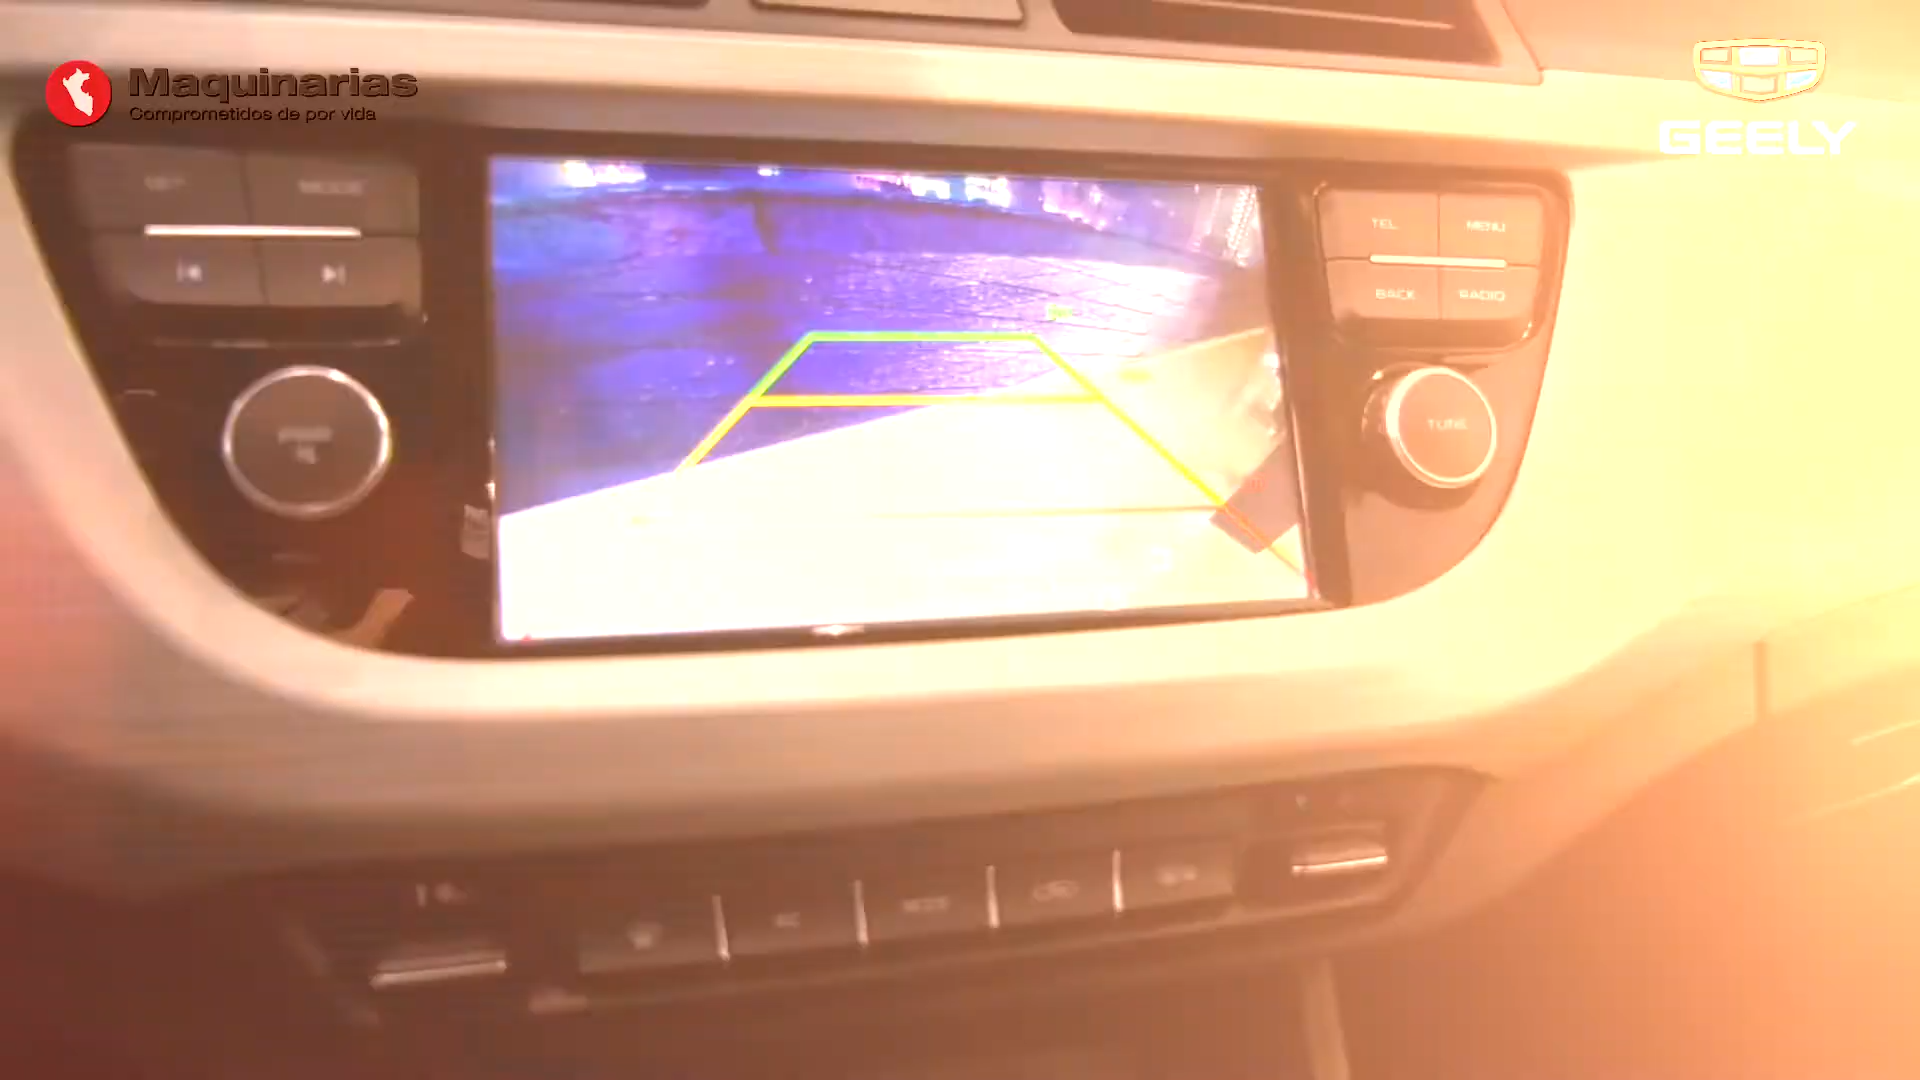 Maquinarias
Comprometidos de por vida
GEELY
MODE
TEL
MENU
BACK
RADIO
TUNE